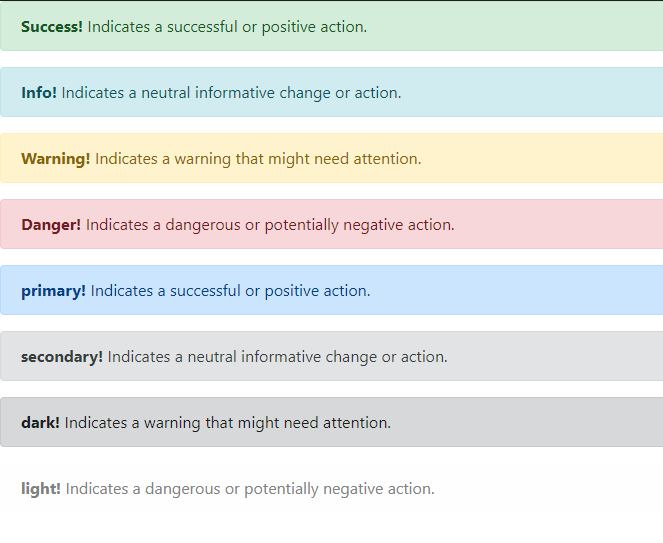 Success! Indicates a successful or positive action.
Info! Indicates a neutral informative change or action.
Warning! Indicates a warning that might need attention.
Danger! Indicates a dangerous or potentially negative action.
primary! Indicates a successful or positive action.
secondary! Indicates a neutral informative change or action.
dark! Indicates a warning that might need attention.
light! Indicates a dangerous or potentially negative action.